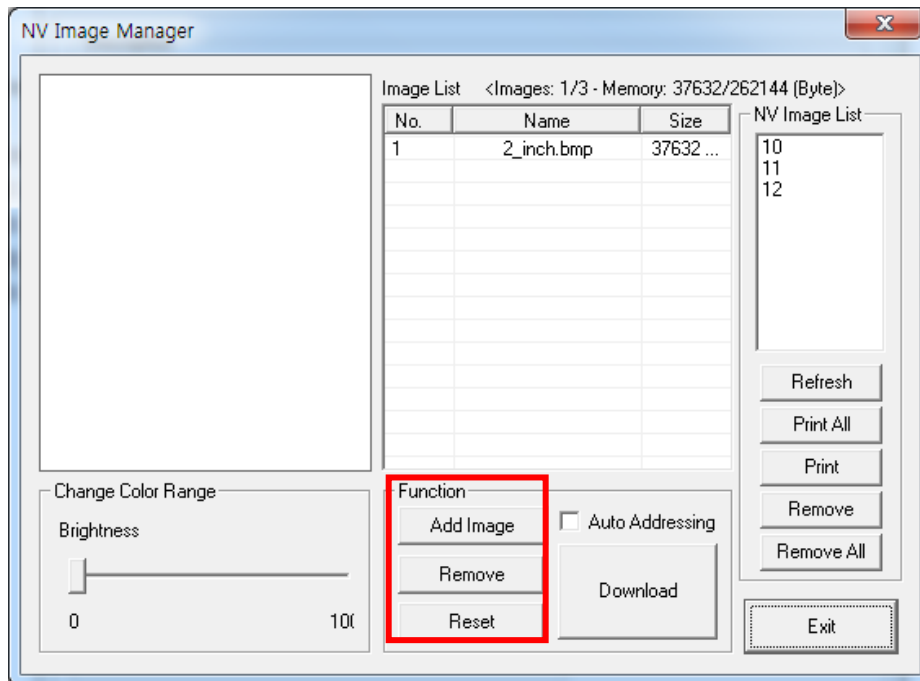 NV Image Manager
Image List <Images: 1/3 - Memory: 37632/262144 (Byte)>
No. Name Size
1 2_inch.bmp 37632 ...
NV Image List
10
11
12
Refresh
Print All
Print
Remove
Remove All
Change Color Range
Brightness
0 10(
Function
Add Image
Remove
Reset
Auto Addressing
Download
Exit